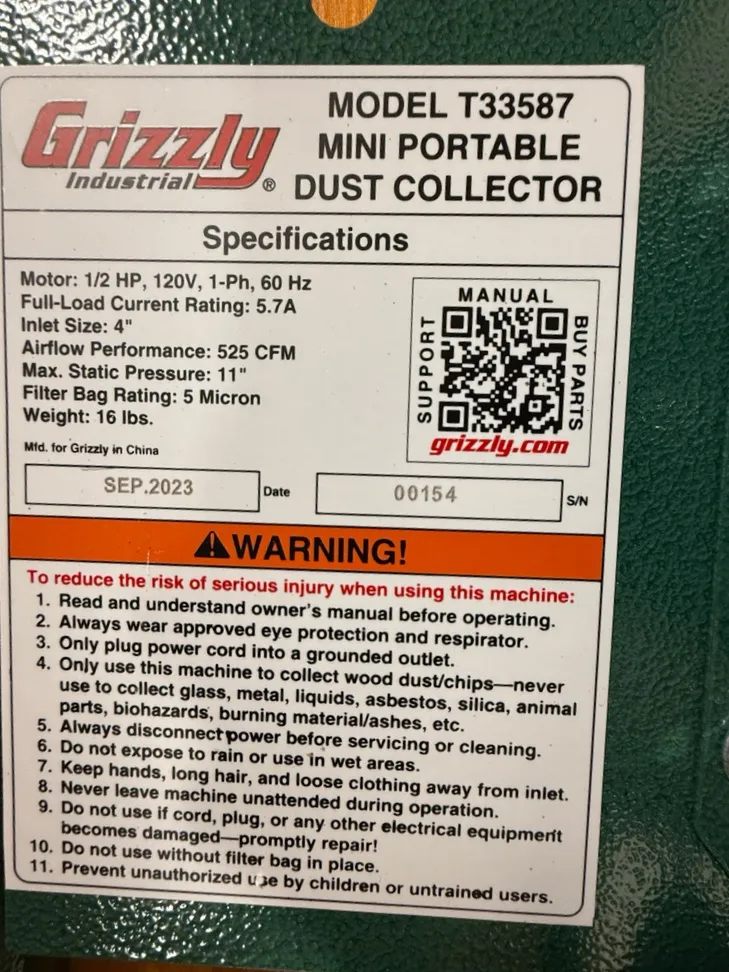 Grizzly
Industrial®
MODEL T33587
MINI PORTABLE
DUST COLLECTOR
Specifications
Motor: 1/2 HP, 120V, 1-Ph, 60 Hz
Full-Load Current Rating: 5.7A
Inlet Size: 4"
Airflow Performance: 525 CFM
Max. Static Pressure: 11"
Filter Bag Rating: 5 Micron
Weight: 16 lbs.
Mfd. for Grizzly in China
MANUAL
SUPPORT
BUY PARTS
grizzly.com
SEP.2023 Date
00154 S/N
WARNING!
To reduce the risk of serious injury when using this machine:
1. Read and understand owner's manual before operating.
2. Always wear approved eye protection and respirator.
3. Only plug power cord into a grounded outlet.
4. Only use this machine to collect wood dust/chips—never
use to collect glass, metal, liquids, asbestos, silica, animal
parts, biohazards, burning material/ashes, etc.
5. Always disconnect power before servicing or cleaning.
6. Do not expose to rain or use in wet areas.
7. Keep hands, long hair, and loose clothing away from inlet.
8. Never leave machine unattended during operation.
9. Do not use if cord, plug, or any other electrical equipment
becomes damaged—promptly repair!
10. Do not use without filter bag in place.
11. Prevent unauthorized use by children or untrained users.